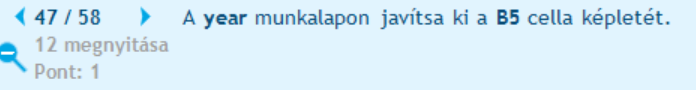 47 / 58 A year munkalapon javítsa ki a B5 cella képletét.
12 megnyitása
Pont: 1